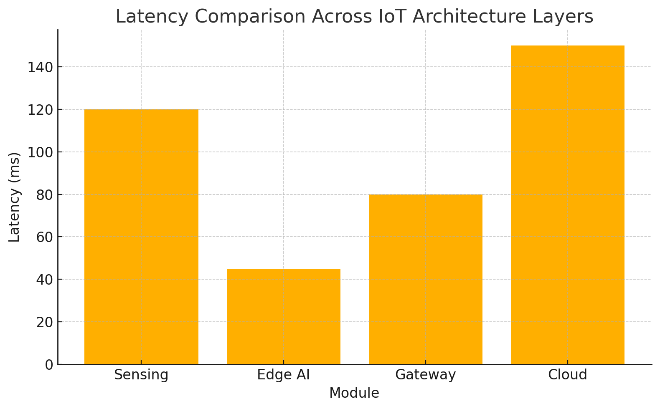 Latency Comparison Across IoT Architecture Layers
Latency (ms)
140
120
100
80
60
40
20
0
Sensing Edge AI Gateway Cloud
Module